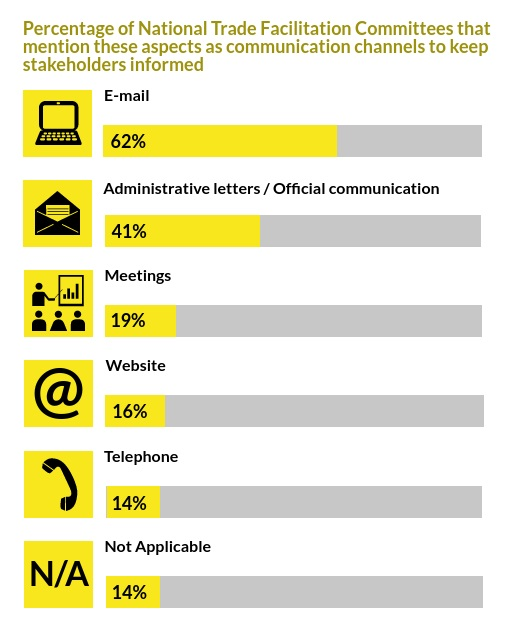 Percentage of National Trade Facilitation Committees that
mention these aspects as communication channels to keep
stakeholders informed
E-mail
62%
Administrative letters / Official communication
41%
Meetings
19%
@
Website
16%
Telephone
14%
N/A
Not Applicable
14%